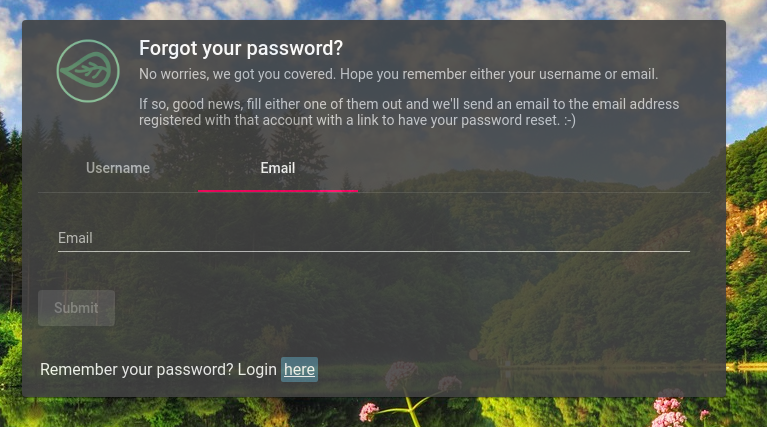 Forgot your password?
No worries, we got you covered. Hope you remember either your username or email.
If so, good news, fill either one of them out and we'll send an email to the email address
registered with that account with a link to have your password reset. :-)
Username
Email
Email
Submit
Remember your password? Login here